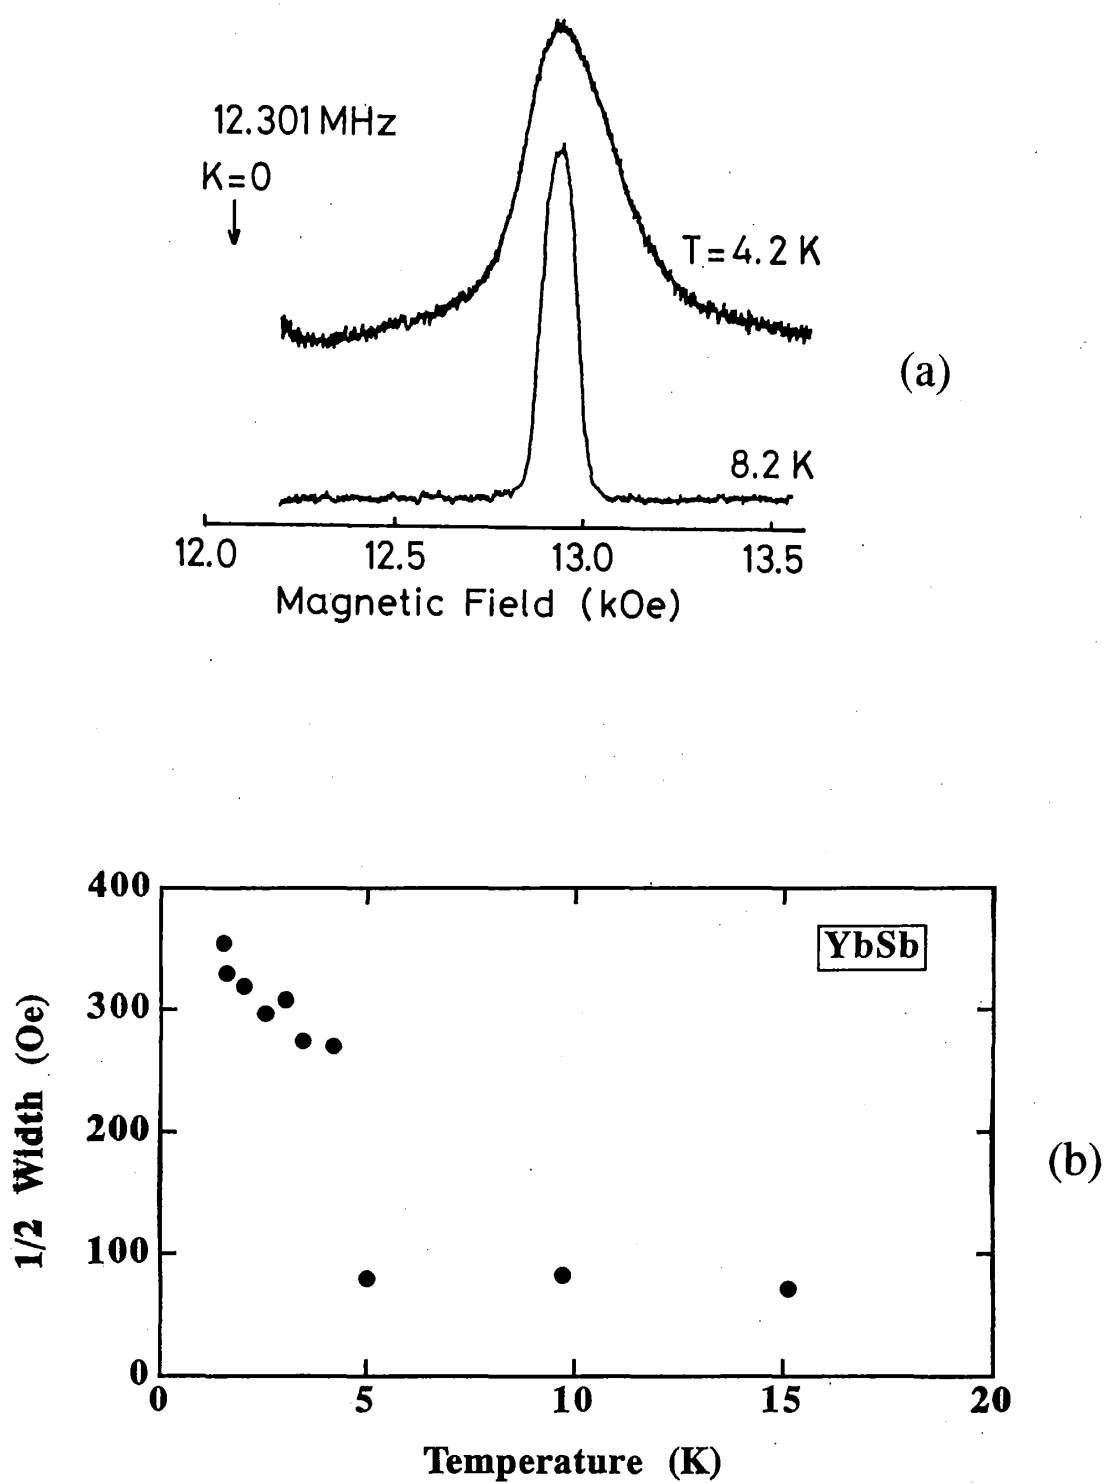 12.301 MHz
K=0
T=4.2 K
(a)
8.2 K
12.0 12.5 13.0 13.5
Magnetic Field (kOe)
400
YbSb
300
200
100
0
1/2 Width (Oe)
(b)
0 5 10 15 20
Temperature (K)